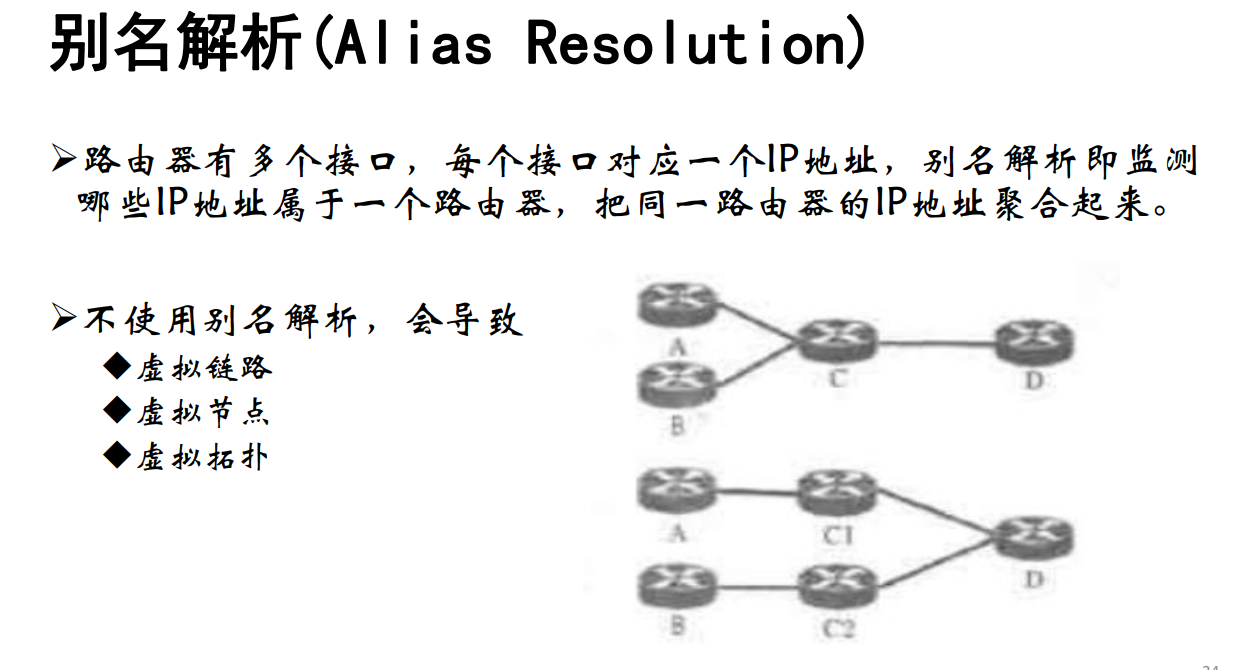 别名解析(Alias Resolution)
➢路由器有多个接口，每个接口对应一个IP地址，别名解析即监测
哪些IP地址属于一个路由器，把同一路由器的IP地址聚合起来。
➢不使用别名解析，会导致
◆虚拟链路
◆虚拟节点
◆虚拟拓扑
A
C
D
B
A
C1
D
B
C2